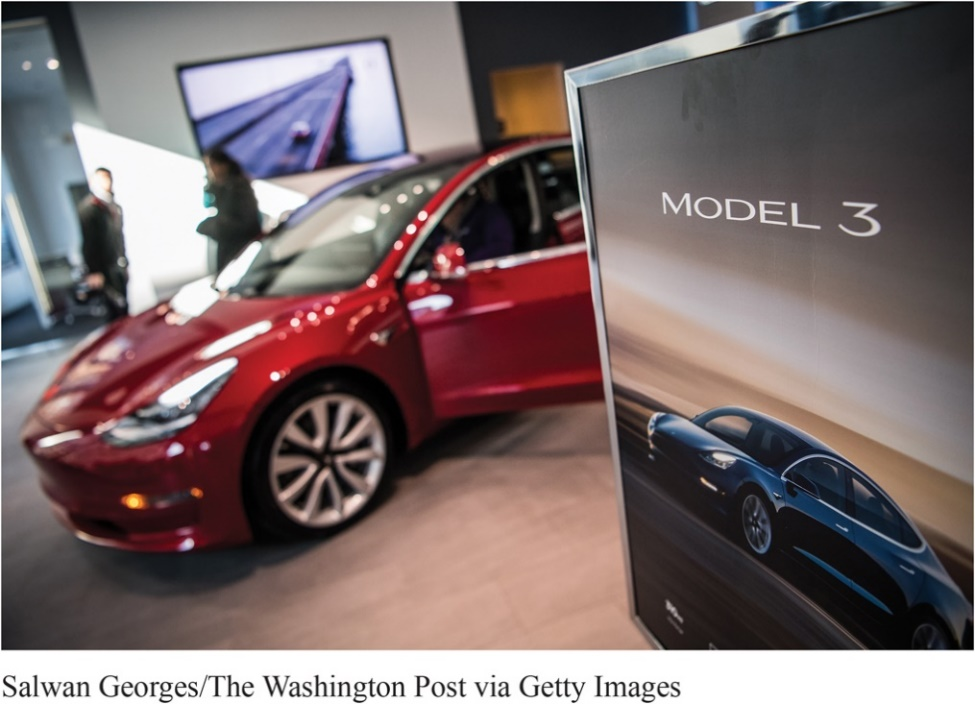 MODEL 3
Salwan Georges/The Washington Post via Getty Images